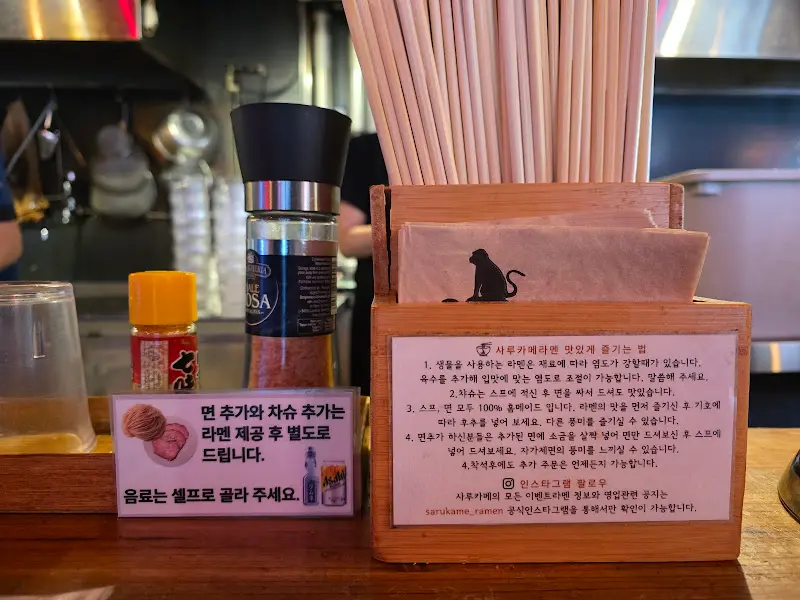 ALE
OSA
七味
면 추가와 차슈 추가는
라멘 제공 후 별도로
드립니다.
음료는 셀프로 골라 주세요.
Asahi
사루카메라멘 맛있게 즐기는 법
1. 생물을 사용하는 라멘은 재료에 따라 염도가 강할때가 있습니다.
육수를 추가해 입맛에 맞는 염도로 조절이 가능합니다. 말씀해 주세요.
2.차슈는 스프에 적신 후 면을 싸서 드셔도 맛있습니다.
3. 스프, 면 모두 100% 홈메이드 입니다. 라멘의 맛을 먼저 즐기신 후 기호에
따라 후추를 넣어 보세요. 다른 풍미를 즐기실 수 있습니다.
4. 면추가 하신분들은 추가된 면에 소금을 살짝 넣어 면만 드셔보신 후 스프에
넣어 드셔보세요. 자가제면의 풍미를 느끼실 수 있습니다.
4,착석후에도 추가 주문은 언제든지 가능합니다.
인스타그램 팔로우
사루카메의 모든 이벤트라멘 정보와 영업관련 공지는
sarukame_ramen 공식인스타그램을 통해서만 확인이 가능합니다.